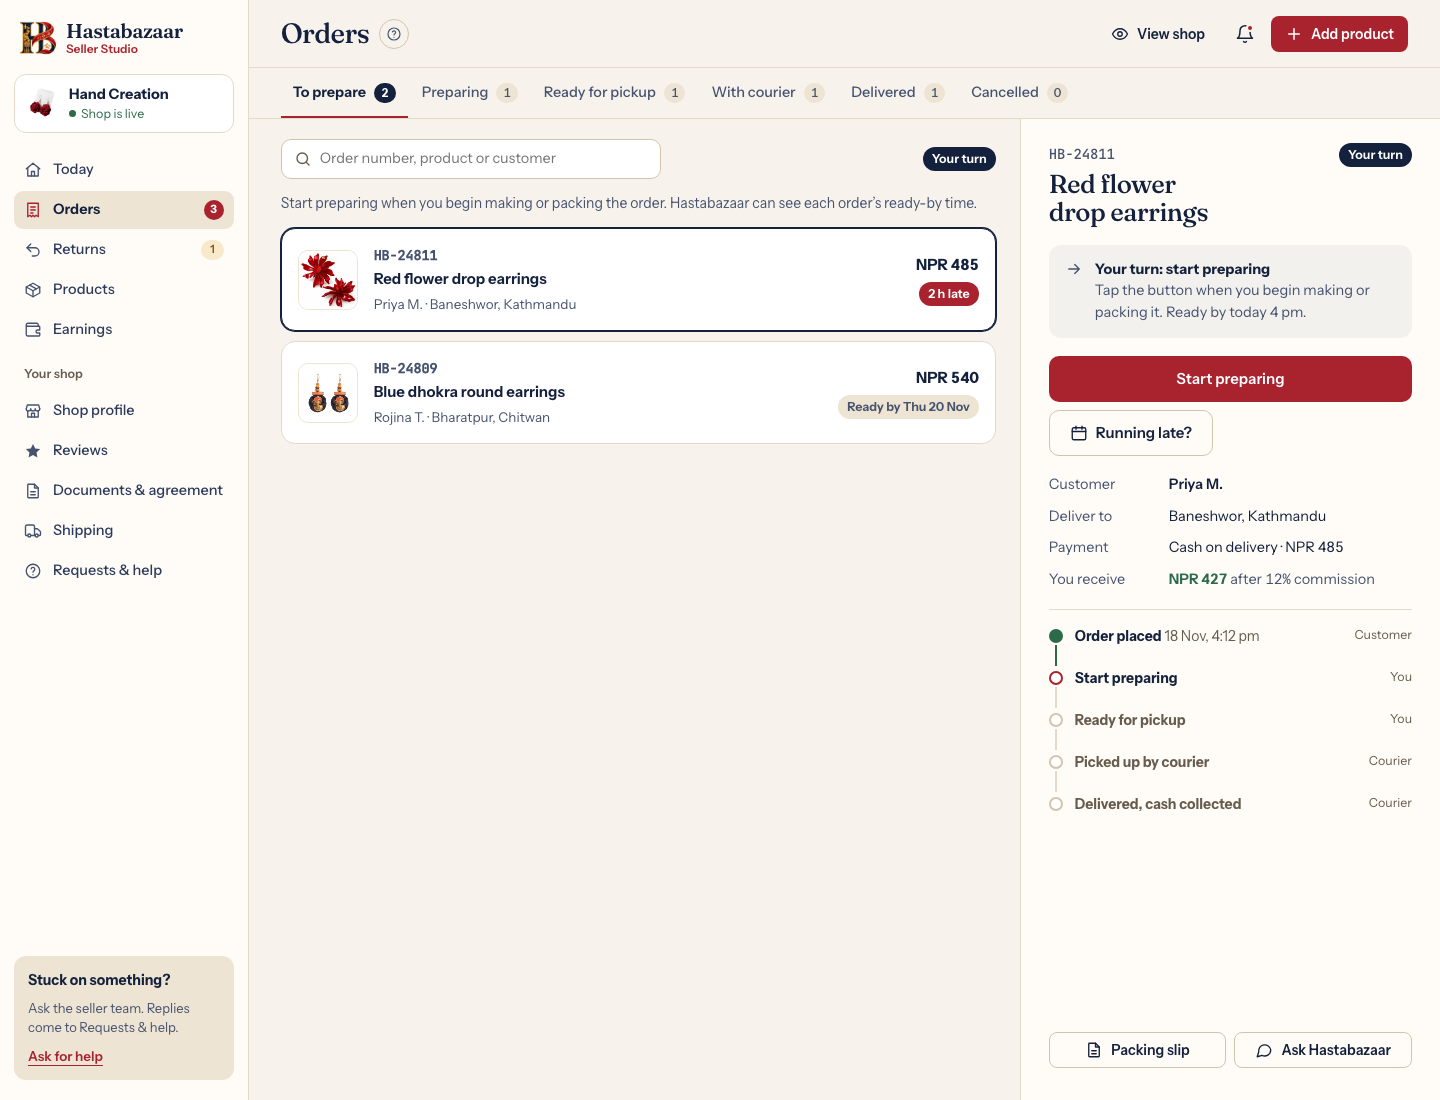 Hastabazaar
Seller Studio
Hand Creation
Shop is live
Today
Orders 3
Returns 1
Products
Earnings
Your shop
Shop profile
Reviews
Documents & agreement
Shipping
Requests & help
Stuck on something?
Ask the seller team. Replies
come to Requests & help.
Ask for help
Orders
View shop
Add product
To prepare 2
Preparing 1
Ready for pickup 1
With courier 1
Delivered 1
Cancelled 0
Order number, product or customer
Your turn
Start preparing when you begin making or packing the order. Hastabazaar can see each order's ready-by time.
HB-24811
Red flower drop earrings
Priya M. · Baneshwor, Kathmandu
NPR 485
2 h late
HB-24809
Blue dhokra round earrings
Rojina T. · Bharatpur, Chitwan
NPR 540
Ready by Thu 20 Nov
HB-24811
Your turn
Red flower
drop earrings
Your turn: start preparing
Tap the button when you begin making or
packing it. Ready by today 4 pm.
Start preparing
Running late?
Customer Priya M.
Deliver to Baneshwor, Kathmandu
Payment Cash on delivery · NPR 485
You receive NPR 427 after 12% commission
Order placed 18 Nov, 4:12 pm Customer
Start preparing You
Ready for pickup You
Picked up by courier Courier
Delivered, cash collected Courier
Packing slip
Ask Hastabazaar